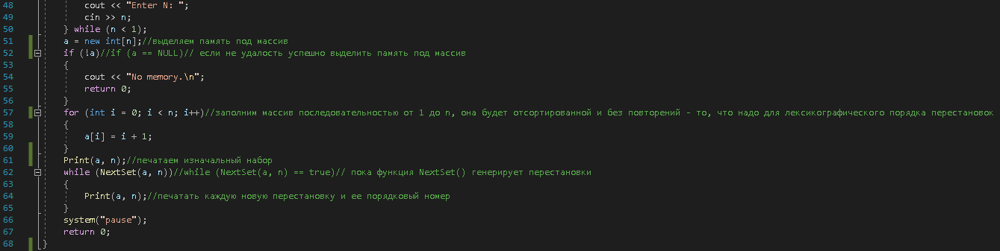 48 cout << "Enter N: ";
49 cin >> n;
50 } while (n < 1);
51 a = new int[n];//выделяем память под массив
52 if (!a)//if (a == NULL)// если не удалость успешно выделить память под массив
53 {
54 cout << "No memory.\n";
55 return 0;
56 }
57 for (int i = 0; i < n; i++)//заполним массив последовательностью от 1 до n, она будет отсортированной и без повторений - то, что надо для лексикографического порядка перестановок
58 {
59 a[i] = i + 1;
60 }
61 Print(a, n);//печатаем изначальный набор
62 while (NextSet(a, n))//while (NextSet(a, n) == true)// пока функция NextSet() генерирует перестановки
63 {
64 Print(a, n);//печатать каждую новую перестановку и ее порядковый номер
65 }
66 system("pause");
67 return 0;
68 }